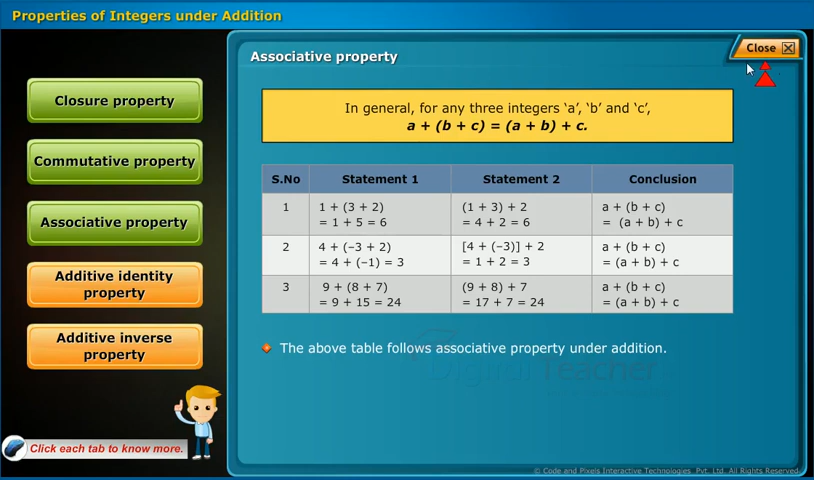 Properties of Integers under Addition
Closure property
Commutative property
Associative property
Additive identity
property
Additive inverse
property
Click each tab to know more.
Associative property
Close
In general, for any three integers ‘a’, ‘b’ and ‘c’,
a + (b + c) = (a + b) + c.
S.No Statement 1 Statement 2 Conclusion
1 1 + (3 + 2) (1 + 3) + 2 a + (b + c)
= 1 + 5 = 6 = 4 + 2 = 6 = (a + b) + c
2 4 + (−3 + 2) [4 + (−3)] + 2 a + (b + c)
= 4 + (−1) = 3 = 1 + 2 = 3 = (a + b) + c
3 9 + (8 + 7) (9 + 8) + 7 a + (b + c)
= 9 + 15 = 24 = 17 + 7 = 24 = (a + b) + c
The above table follows associative property under addition.
Digital Teacher
© Code and Pixels Interactive Technologies Pvt. Ltd. All Rights Reserved